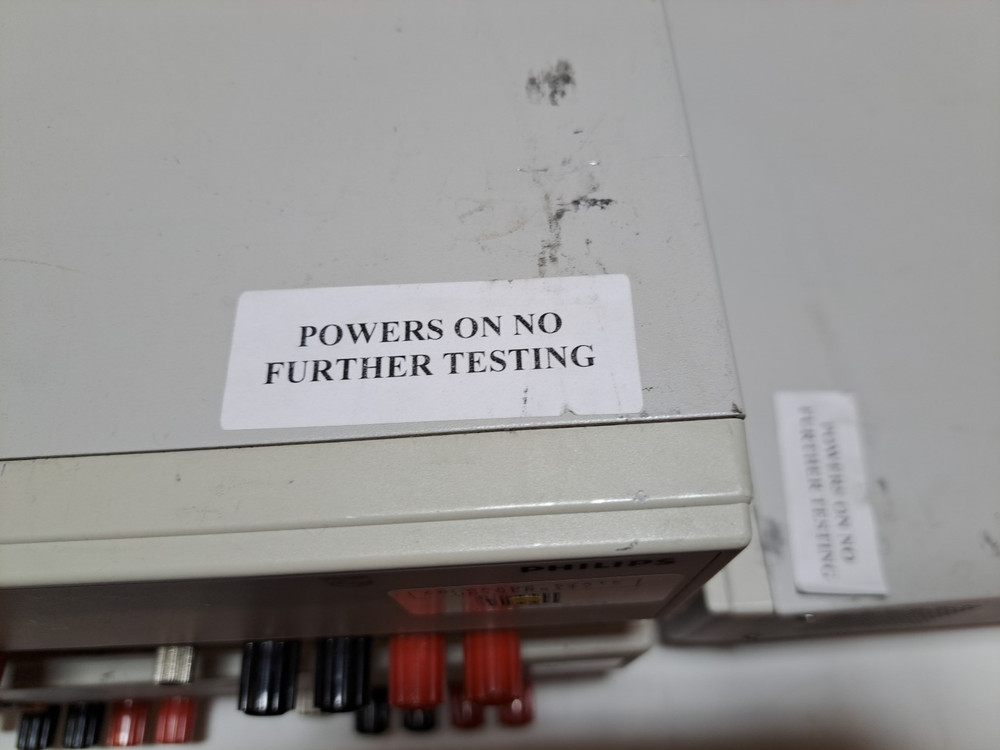 POWERS ON NO
FURTHER TESTING
PHILIPS
POWERS ON NO
FURTHER TESTING